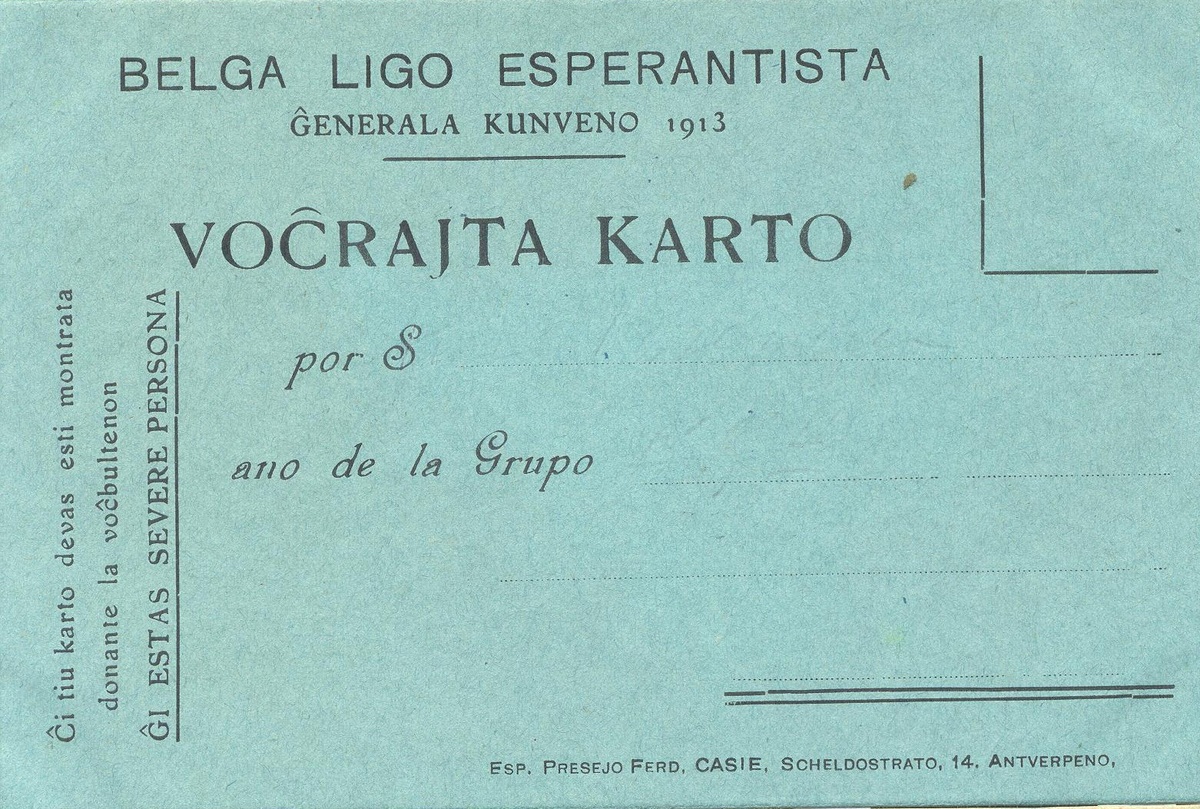 BELGA LIGO ESPERANTISTA
ĜENERALA KUNVENO 1913
VOĈRAJTA KARTO
por S
ano de la Grupo
Ĉi tiu karto devas esti montrata
donante la voĉbultenon
ĜI ESTAS SEVERE PERSONA
ESP. PRESEJO FERD, CASIE, SCHELDOSTRATO, 14, ANTVERPENO,